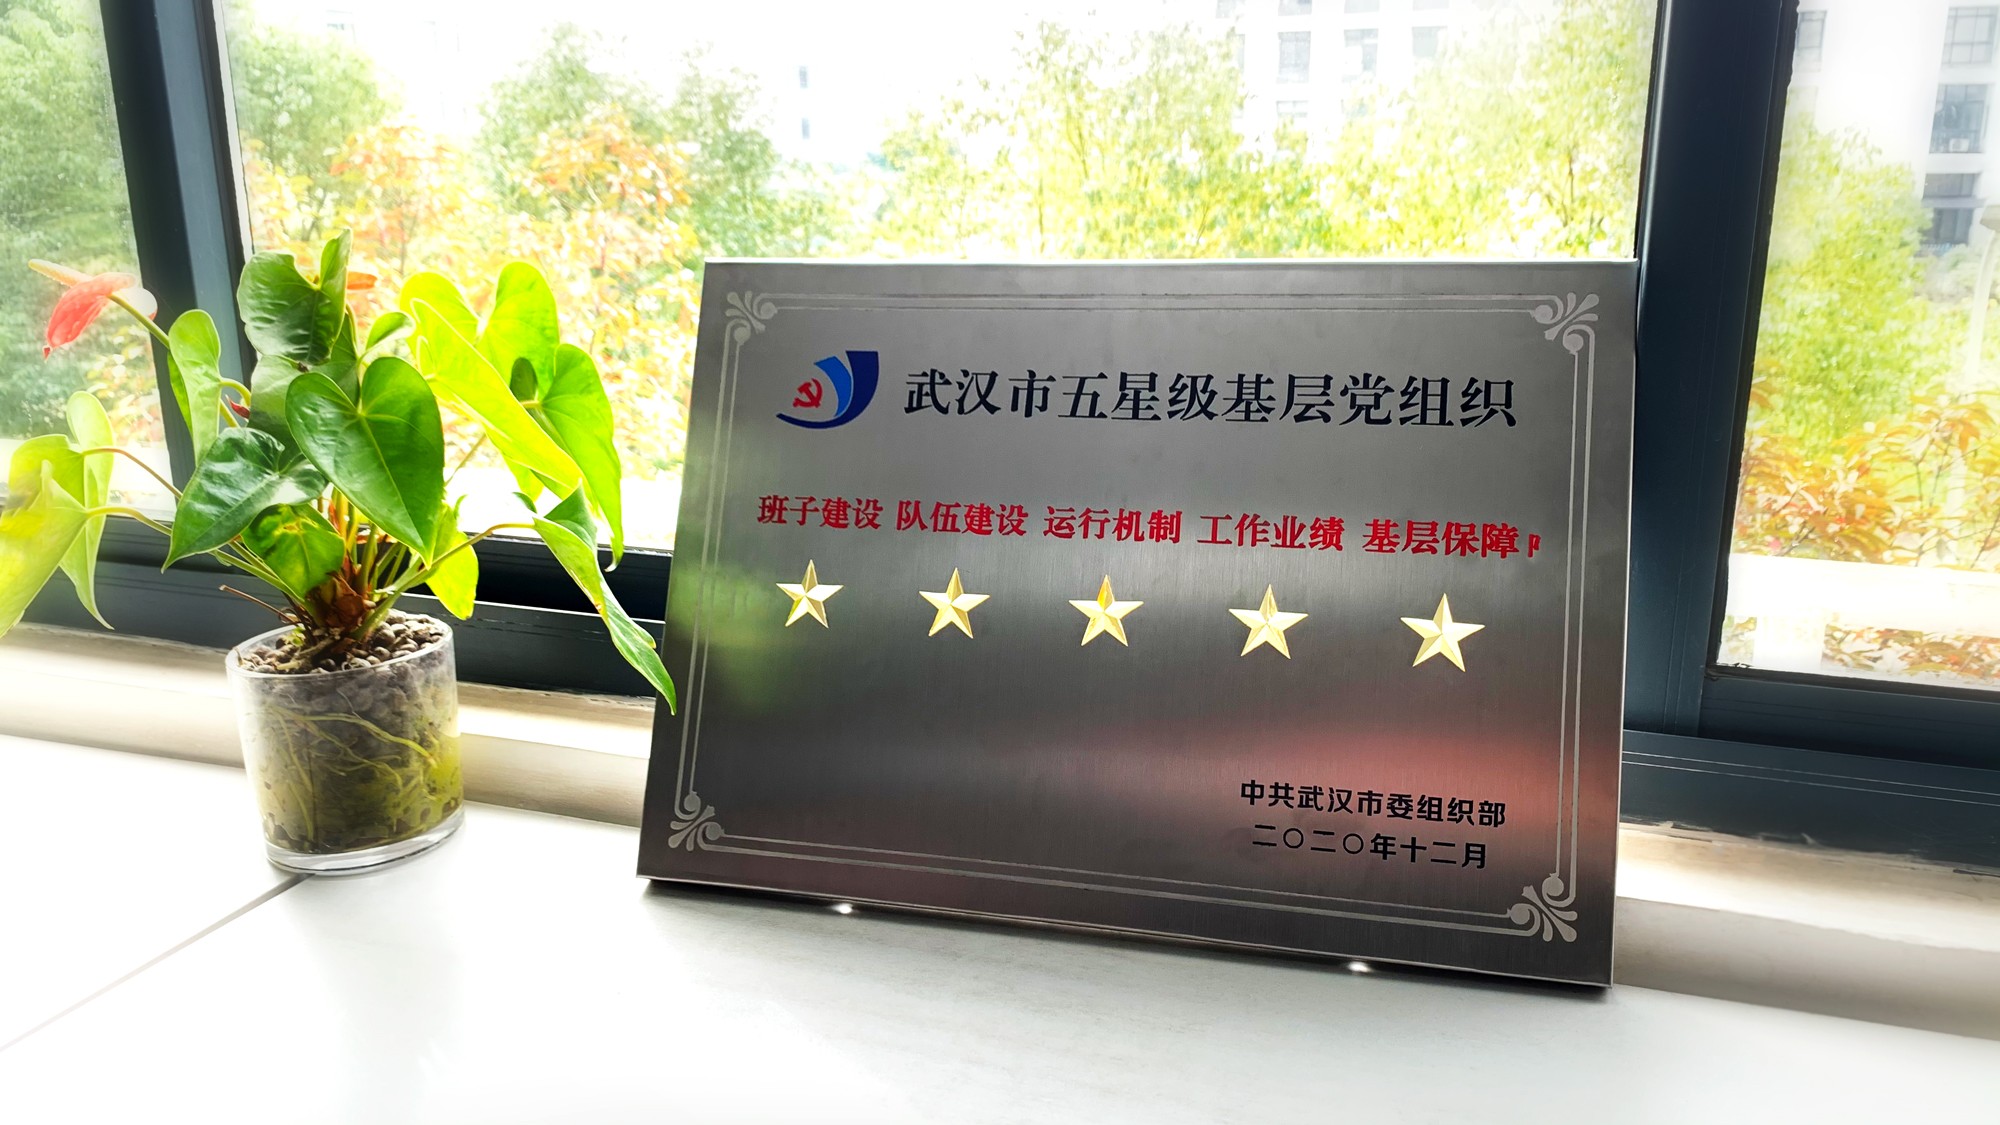 武汉市五星级基层党组织
班子建设 队伍建设 运行机制 工作业绩 基层保障
中共武汉市委组织部
二〇二〇年十二月